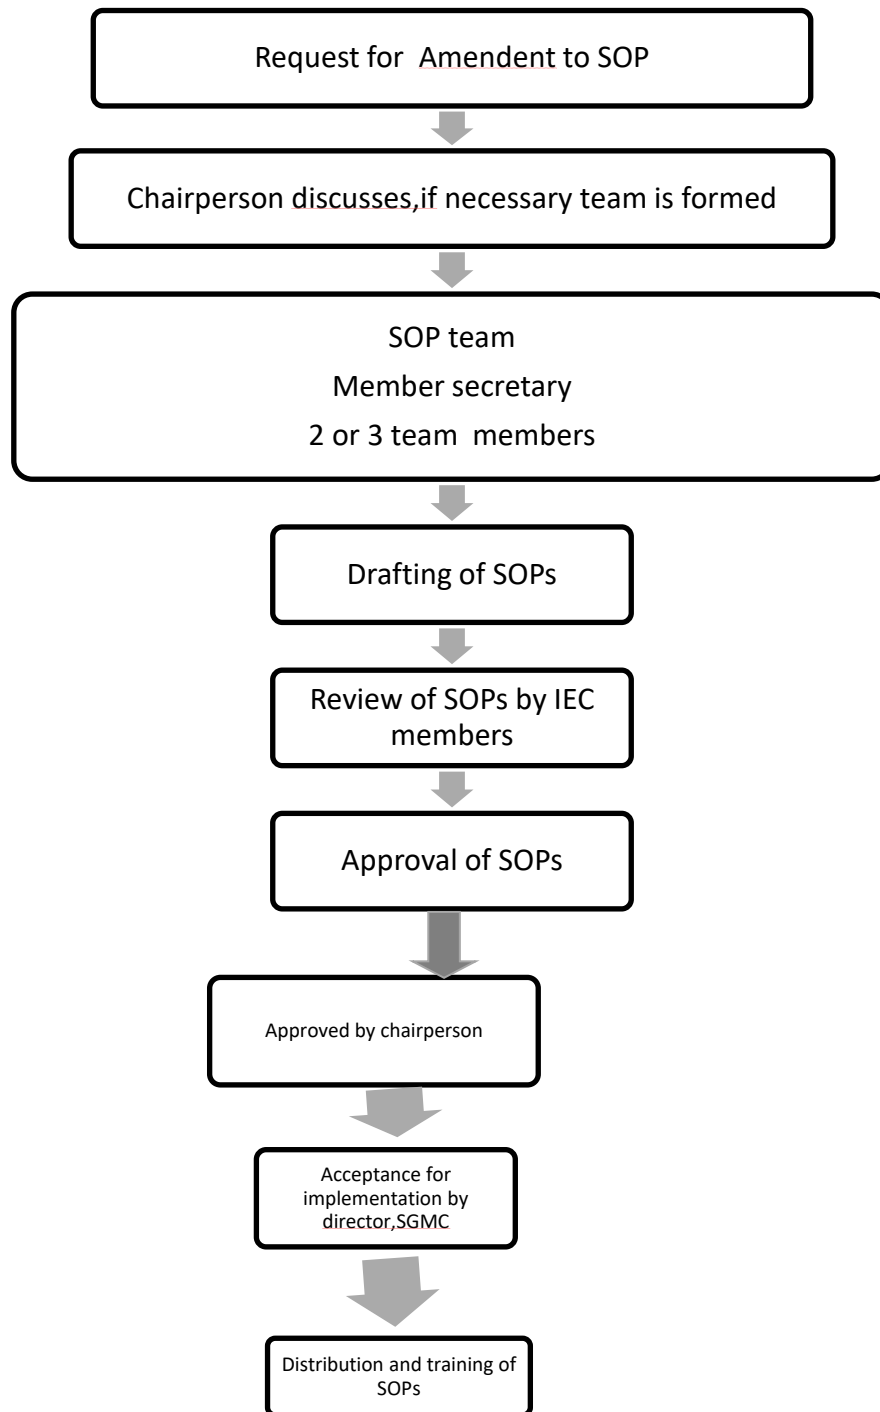 Request for  Amendent to SOP
Chairperson discusses,if necessary team is formed
SOP team
Member secretary
2 or 3 team  members
Drafting of SOPs
Review of SOPs by IEC
members
Approval of SOPs
Approved by chairperson
Acceptance for
implementation by
director,SGMC
Distribution and training of
SOPs